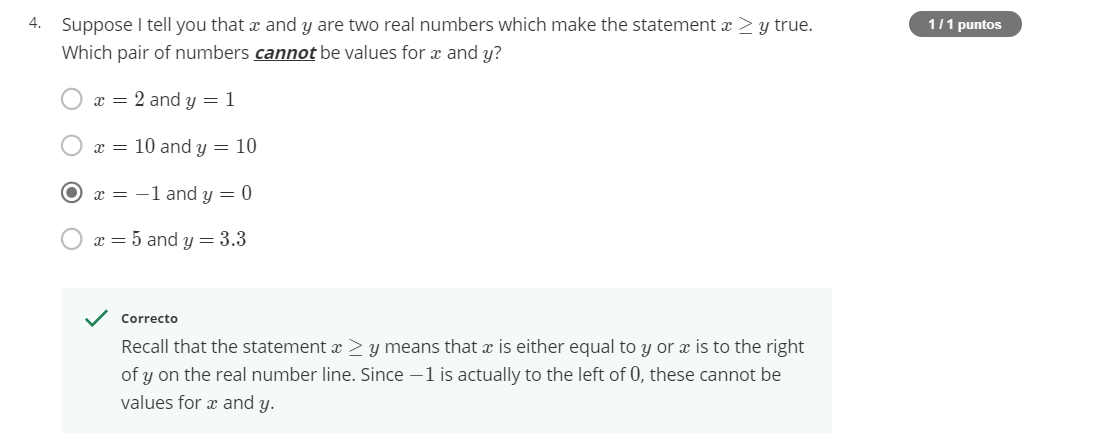 4. Suppose I tell you that x and y are two real numbers which make the statement x ≥ y true. 1 / 1 puntos
Which pair of numbers cannot be values for x and y?
x = 2 and y = 1
x = 10 and y = 10
x = −1 and y = 0
x = 5 and y = 3.3
Correcto
Recall that the statement x ≥ y means that x is either equal to y or x is to the right
of y on the real number line. Since −1 is actually to the left of 0, these cannot be
values for x and y.